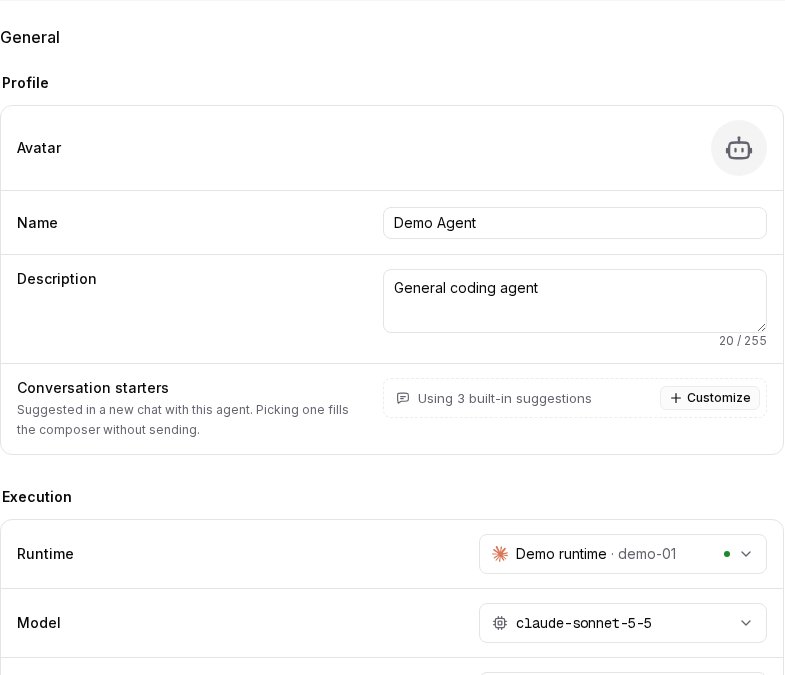 General
Profile
Avatar
Name
Demo Agent
Description
General coding agent
20 / 255
Conversation starters
Suggested in a new chat with this agent. Picking one fills
the composer without sending.
Using 3 built-in suggestions
Customize
Execution
Runtime
Demo runtime · demo-01
Model
claude-sonnet-5-5